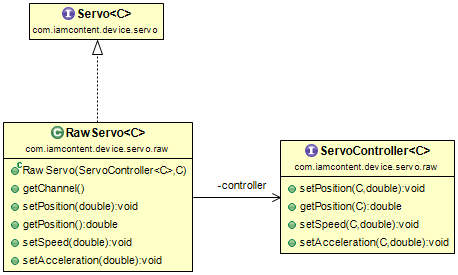 Servo<C>
com.iamcontent.device.servo
RawServo<C>
com.iamcontent.device.servo.raw
RawServo(ServoController<C>,C)
getChannel()
setPosition(double):void
getPosition():double
setSpeed(double):void
setAcceleration(double):void
-controller
ServoController<C>
com.iamcontent.device.servo.raw
setPosition(C,double):void
getPosition(C):double
setSpeed(C,double):void
setAcceleration(C,double):void